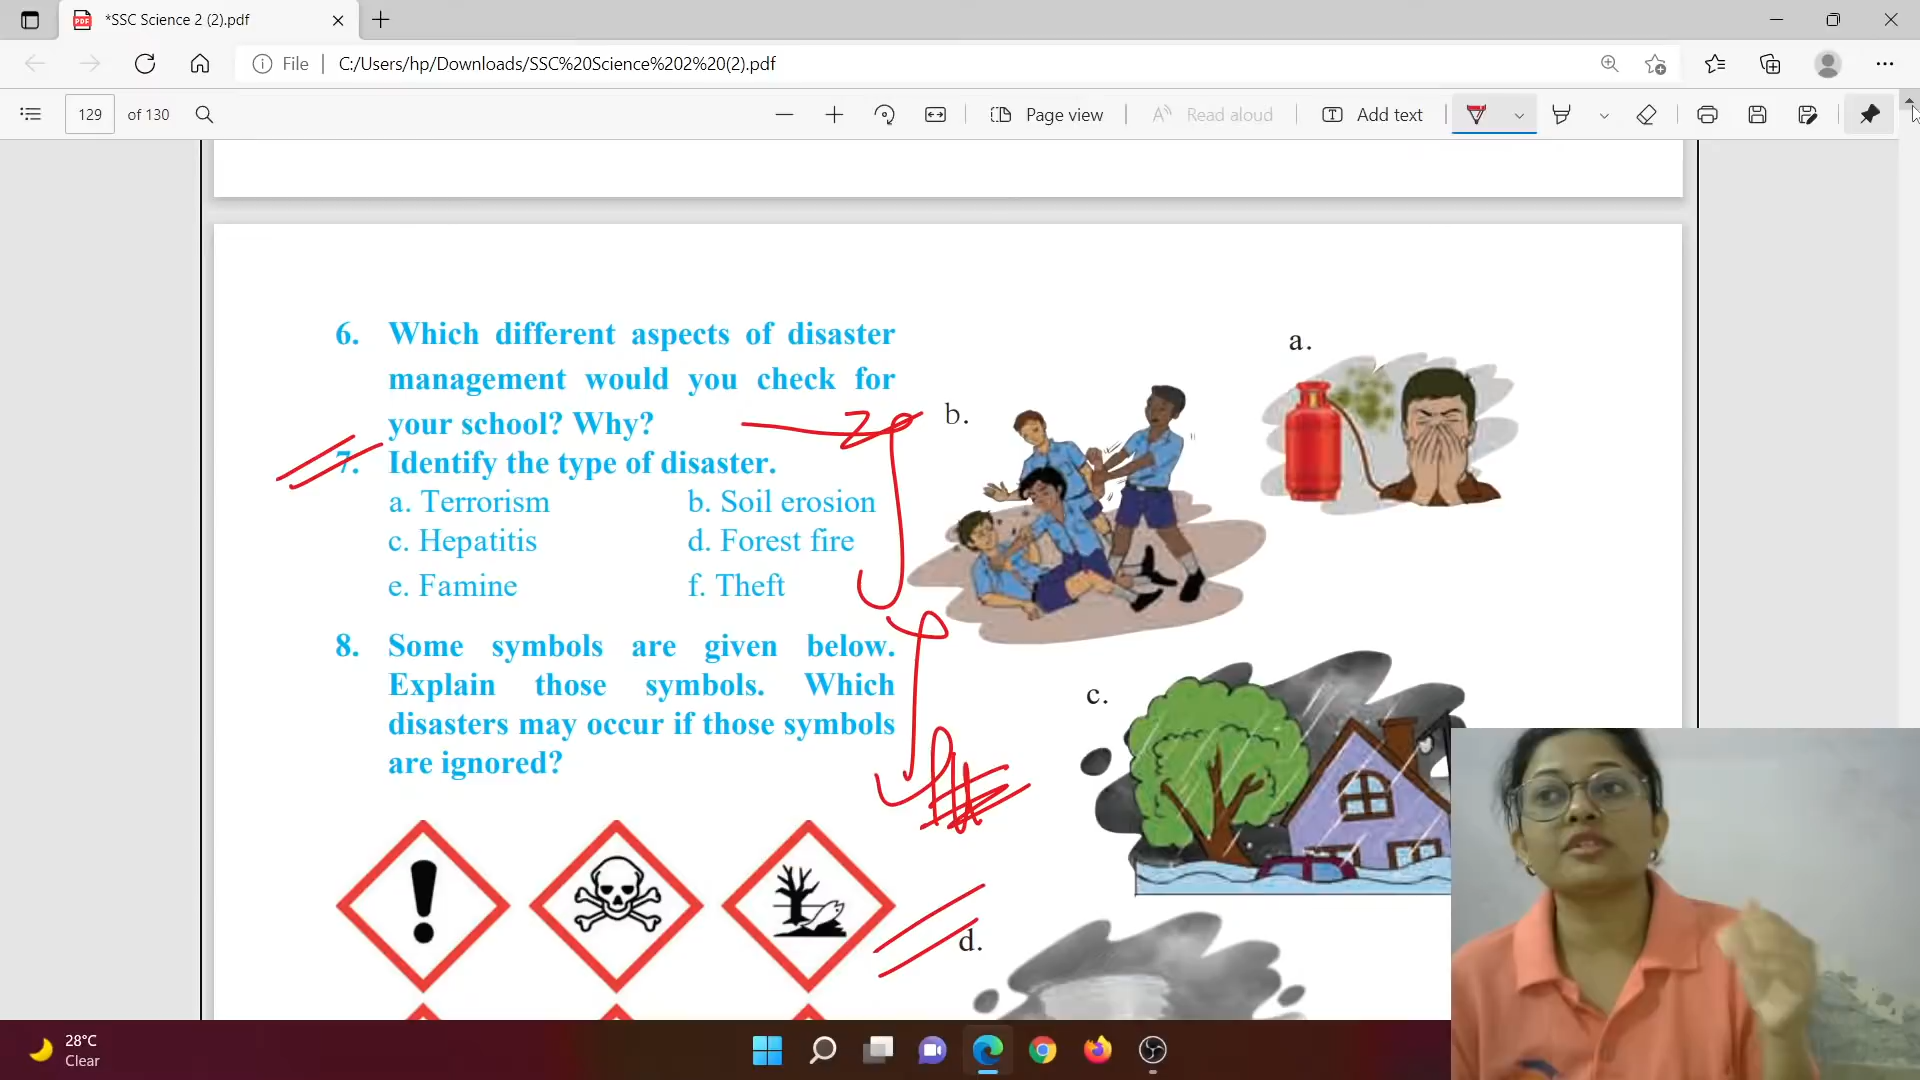 *SSC Science 2 (2).pdf
File
C:/Users/hp/Downloads/SSC%20Science%202%20(2).pdf
129 of 130
Page view
Read aloud
Add text
6. Which different aspects of disaster
management would you check for
your school? Why?
7. Identify the type of disaster.
a. Terrorism b. Soil erosion
c. Hepatitis d. Forest fire
e. Famine f. Theft
8. Some symbols are given below.
Explain those symbols. Which
disasters may occur if those symbols
are ignored?
a.
b.
c.
d.
28°C
Clear